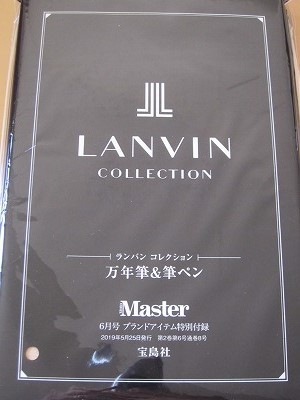 LANVIN
COLLECTION
ランバン コレクション
万年筆&筆ペン
Master
6月号 ブランドアイテム特別付録
2019年5月25日発行 第2巻第6号通巻8号
宝島社